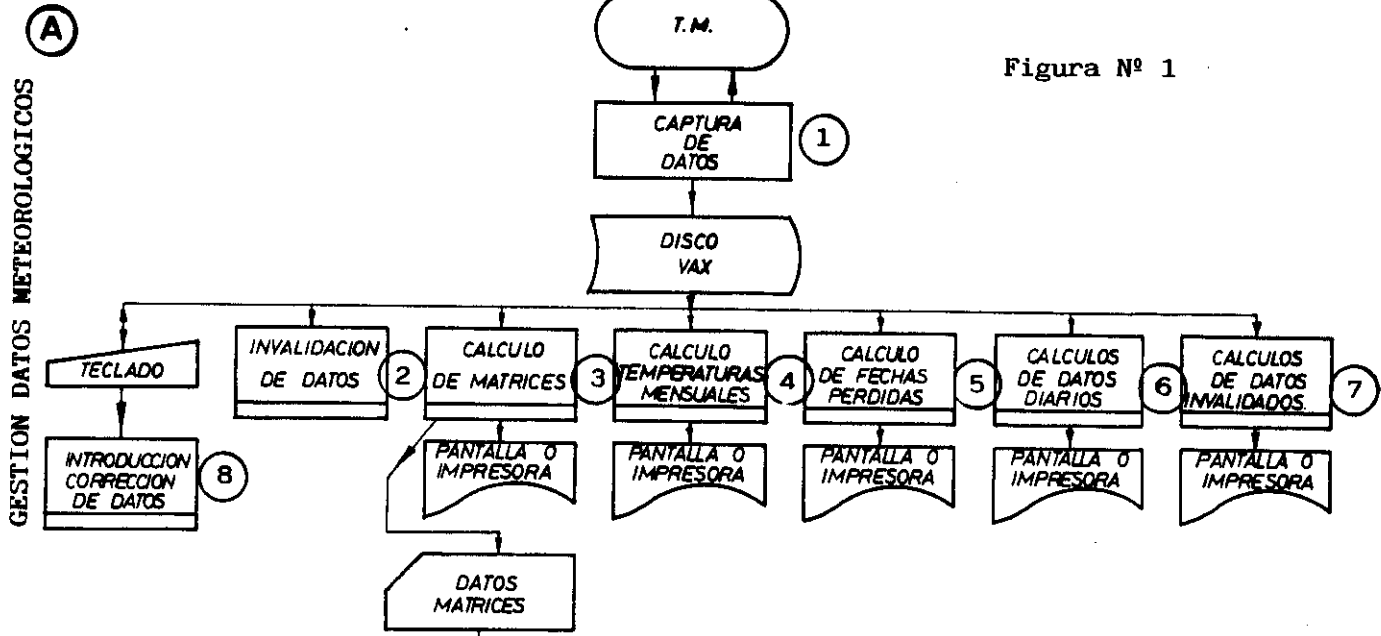 A
GESTION DATOS METEOROLOGICOS
T.M.
Figura Nº 1
CAPTURA
DE
DATOS
1
DISCO
VAX
TECLADO
INVALIDACION
DE DATOS
2
CALCULO
DE MATRICES
3
CALCULO
TEMPERATURAS
MENSUALES
4
CALCULO
DE FECHAS
PERDIDAS
5
CALCULOS
DE DATOS
DIARIOS
6
CALCULOS
DE DATOS
INVALIDADOS.
7
INTRODUCCION
CORRECCION
DE DATOS
8
PANTALLA O
IMPRESORA
PANTALLA O
IMPRESORA
PANTALLA O
IMPRESORA
PANTALLA O
IMPRESORA
PANTALLA O
IMPRESORA
DATOS
MATRICES